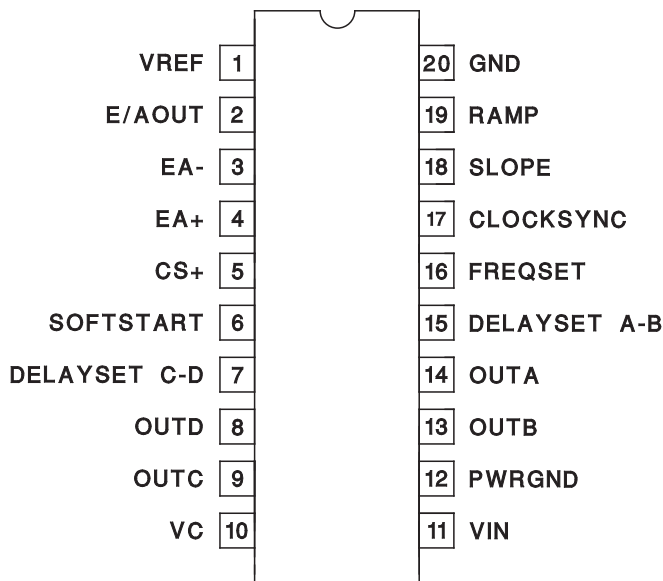 VREF 1 20 GND
E/AOUT 2 19 RAMP
EA- 3 18 SLOPE
EA+ 4 17 CLOCKSYNC
CS+ 5 16 FREQSET
SOFTSTART 6 15 DELAYSET A-B
DELAYSET C-D 7 14 OUTA
OUTD 8 13 OUTB
OUTC 9 12 PWRGND
VC 10 11 VIN